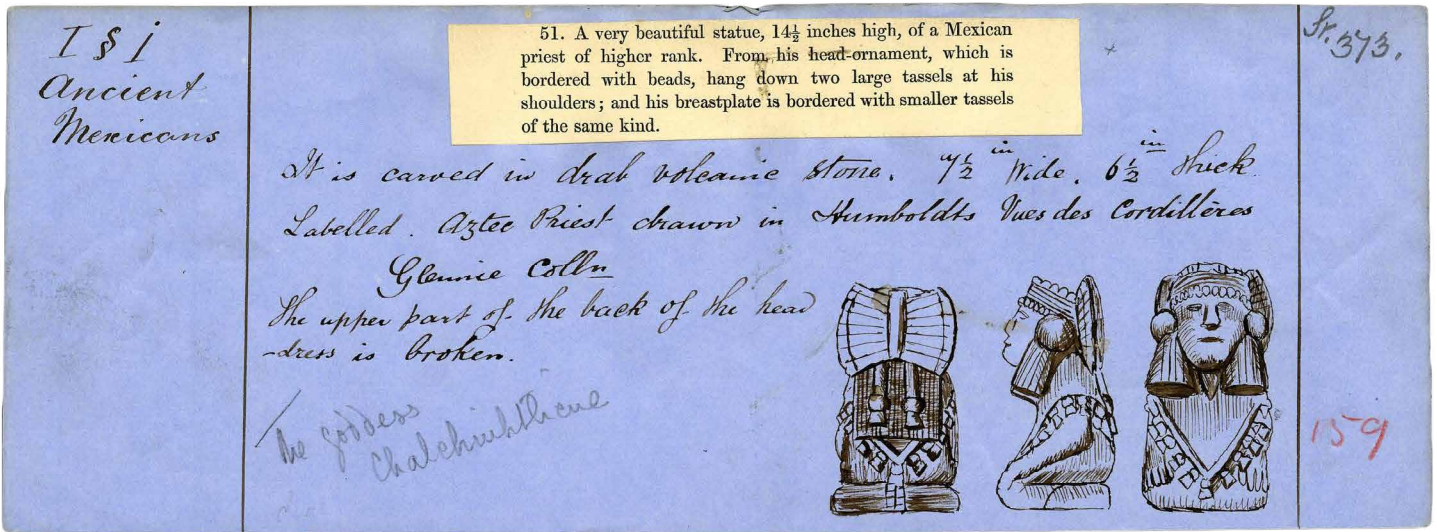 I § i
Ancient
Mexicans
51. A very beautiful statue, 14½ inches high, of a Mexican
priest of higher rank. From his head-ornament, which is
bordered with beads, hang down two large tassels at his
shoulders; and his breastplate is bordered with smaller tassels
of the same kind.
St. 373.
It is carved in drab volcanic stone. 7½ in Wide. 6½ in thick
Labelled. Aztec Priest drawn in Humboldts Vues des Cordillères
Glennie Colln
The upper part of the back of the head
-dress is broken.
The goddess
Chalchiuhtlicue
159